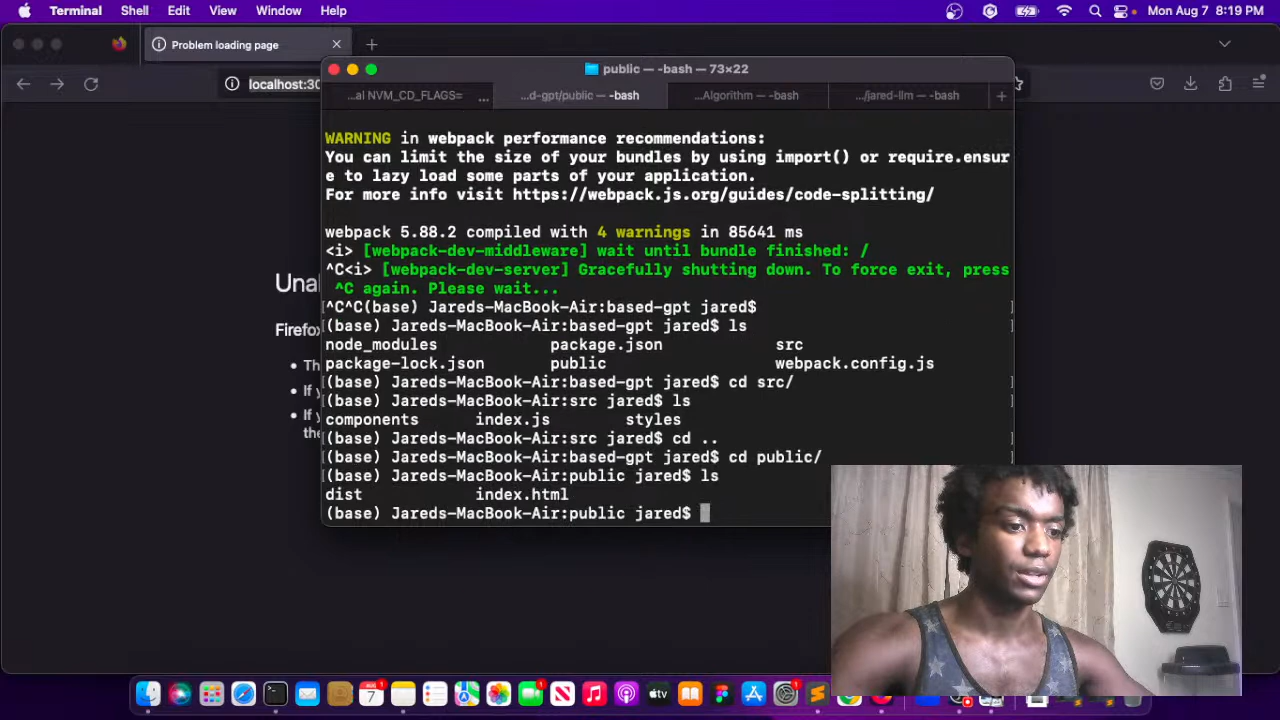 Terminal Shell Edit View Window Help Mon Aug 7 8:19 PM
Problem loading page
localhost:30
public — -bash — 73×22
...al NVM_CD_FLAGS= ... ...d-gpt/public — -bash ...Algorithm — -bash .../jared-llm — -bash
WARNING in webpack performance recommendations:
You can limit the size of your bundles by using import() or require.ensur
e to lazy load some parts of your application.
For more info visit https://webpack.js.org/guides/code-splitting/
webpack 5.88.2 compiled with 4 warnings in 85641 ms
<i> [webpack-dev-middleware] wait until bundle finished: /
^C<i> [webpack-dev-server] Gracefully shutting down. To force exit, press
^C again. Please wait...
^C^C(base) Jareds-MacBook-Air:based-gpt jared$
(base) Jareds-MacBook-Air:based-gpt jared$ ls
node_modules package.json src
package-lock.json public webpack.config.js
(base) Jareds-MacBook-Air:based-gpt jared$ cd src/
(base) Jareds-MacBook-Air:src jared$ ls
components index.js styles
(base) Jareds-MacBook-Air:src jared$ cd ..
(base) Jareds-MacBook-Air:based-gpt jared$ cd public/
(base) Jareds-MacBook-Air:public jared$ ls
dist index.html
(base) Jareds-MacBook-Air:public jared$
Una
Firefo
Th
If y
If y
the